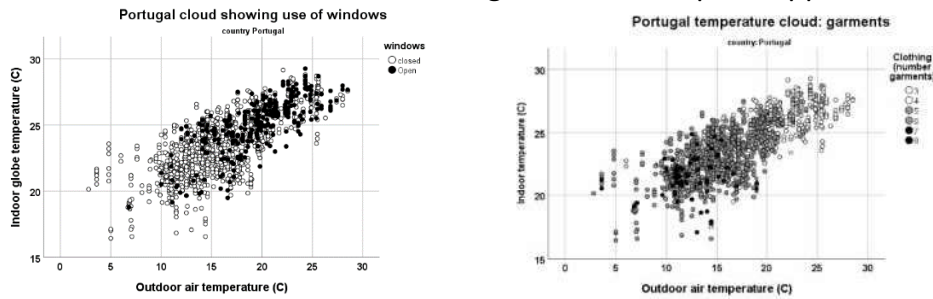 Portugal cloud showing use of windows
country Portugal
windows
closed
Open
Indoor globe temperature (C)
30
25
20
15
0 5 10 15 20 25 30
Outdoor air temperature (C)
Portugal temperature cloud: garments
country: Portugal
Clothing
(number
garments)
3
4
5
6
7
8
Indoor temperature (C)
30
25
20
15
0 5 10 15 20 25 30
Outdoor air temperature (C)